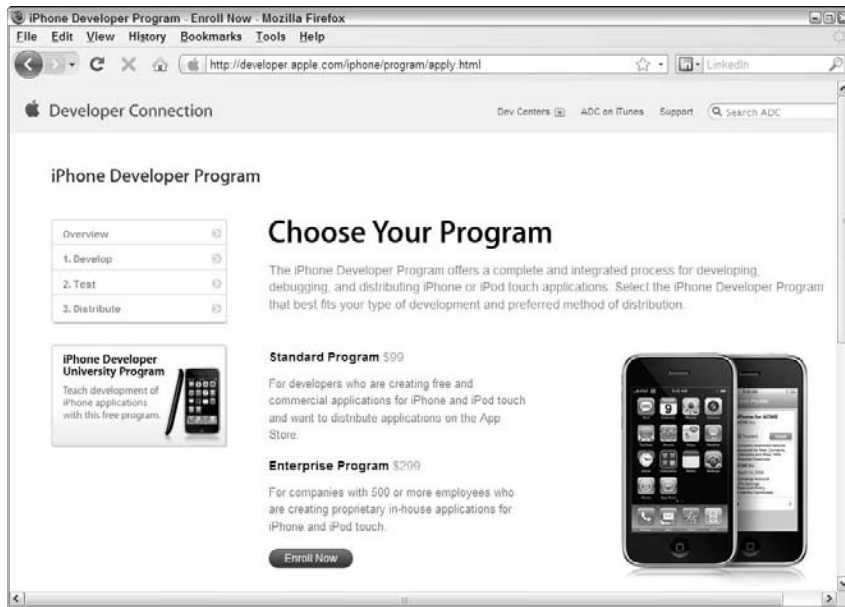 iPhone Developer Program - Enroll Now - Mozilla Firefox
File Edit View History Bookmarks Tools Help
http://developer.apple.com/iphone/program/apply.html
LinkedIn
Developer Connection
Dev Centers
ADC on iTunes
Support
Search ADC
iPhone Developer Program
Overview
1. Develop
2. Test
3. Distribute
iPhone Developer
University Program
Teach development of
iPhone applications
with this free program.
Choose Your Program
The iPhone Developer Program offers a complete and integrated process for developing,
debugging, and distributing iPhone or iPod touch applications. Select the iPhone Developer Program
that best fits your type of development and preferred method of distribution.
Standard Program $99
For developers who are creating free and
commercial applications for iPhone and iPod touch
and want to distribute applications on the App
Store.
Enterprise Program $299
For companies with 500 or more employees who
are creating proprietary in-house applications for
iPhone and iPod touch.
Enroll Now